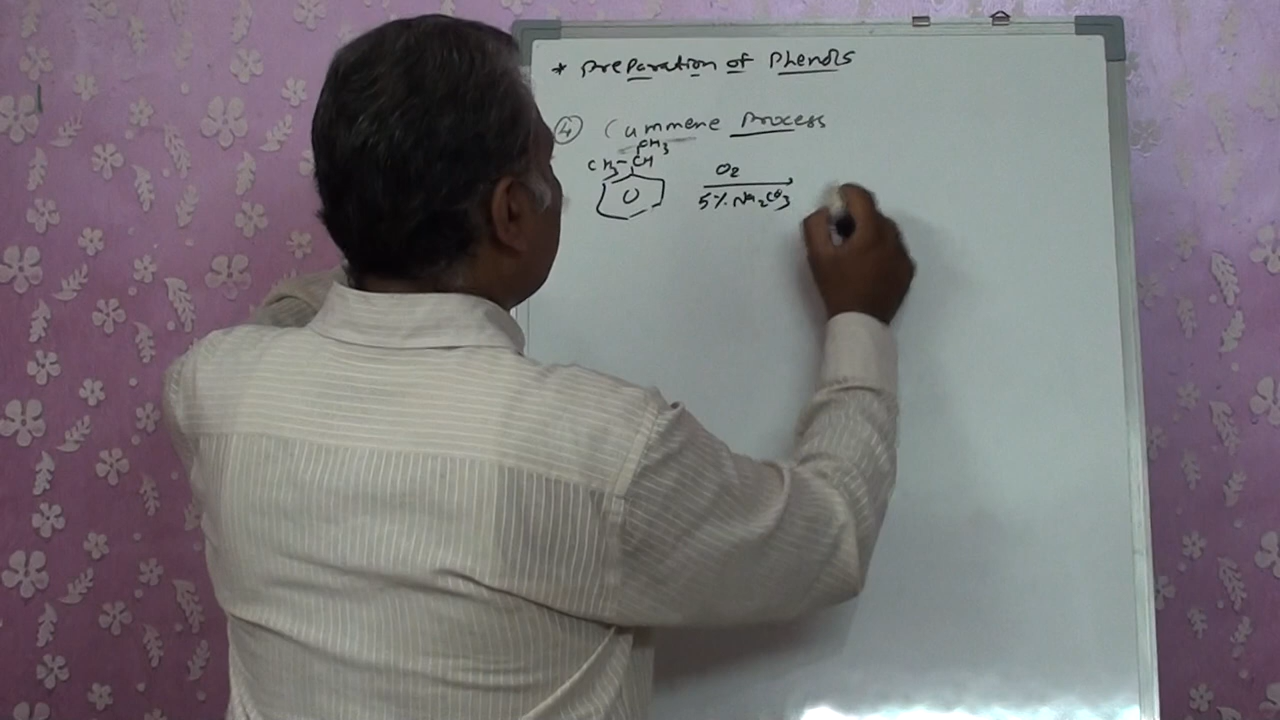 * Preparation of Phenols
④ Cummene Process
CH3
CH3-CH
O2
5% Na2CO3